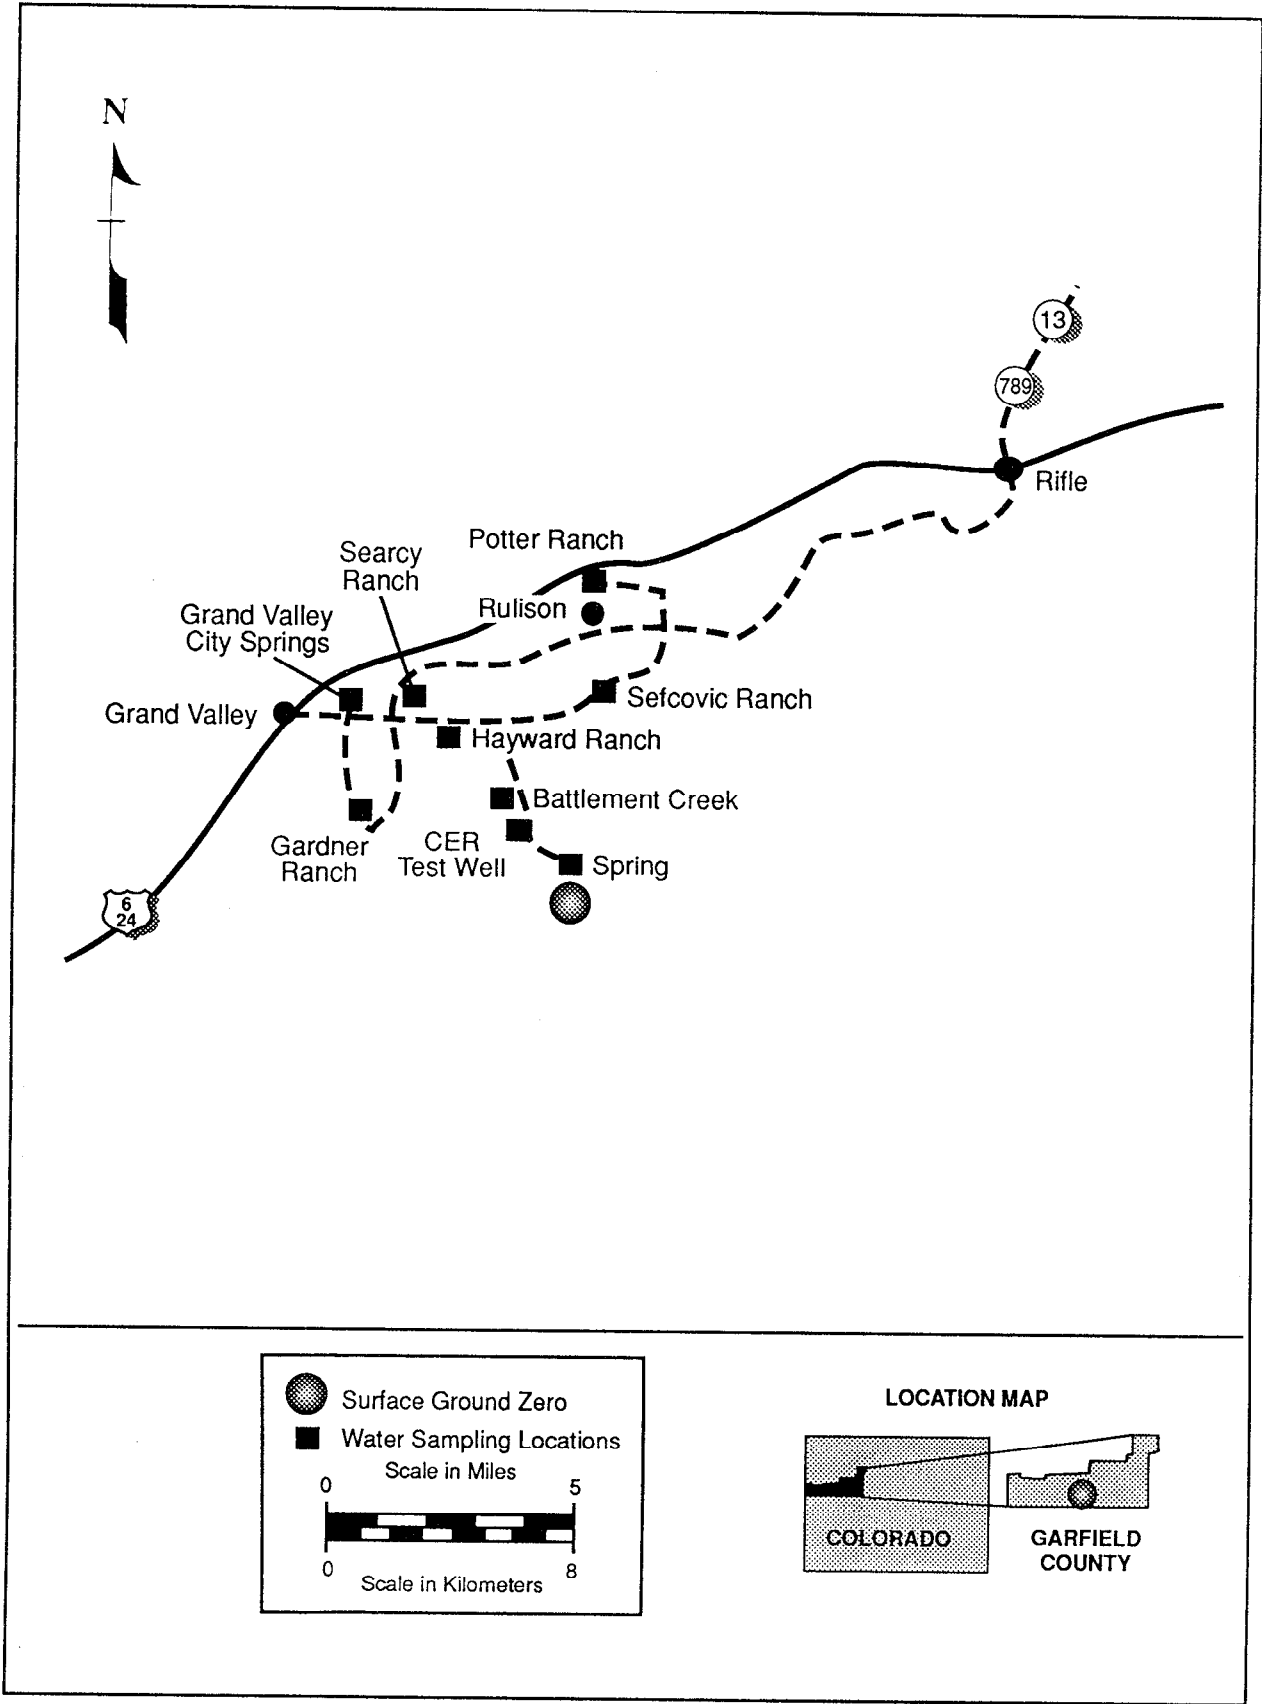 N
13
789
Rifle
Potter Ranch
Searcy
Ranch
Rulison
Grand Valley
City Springs
Sefcovic Ranch
Grand Valley
Hayward Ranch
Battlement Creek
Gardner
Ranch
CER
Test Well
Spring
6
24
Surface Ground Zero
Water Sampling Locations
Scale in Miles
0 5
0 8
Scale in Kilometers
LOCATION MAP
COLORADO
GARFIELD
COUNTY